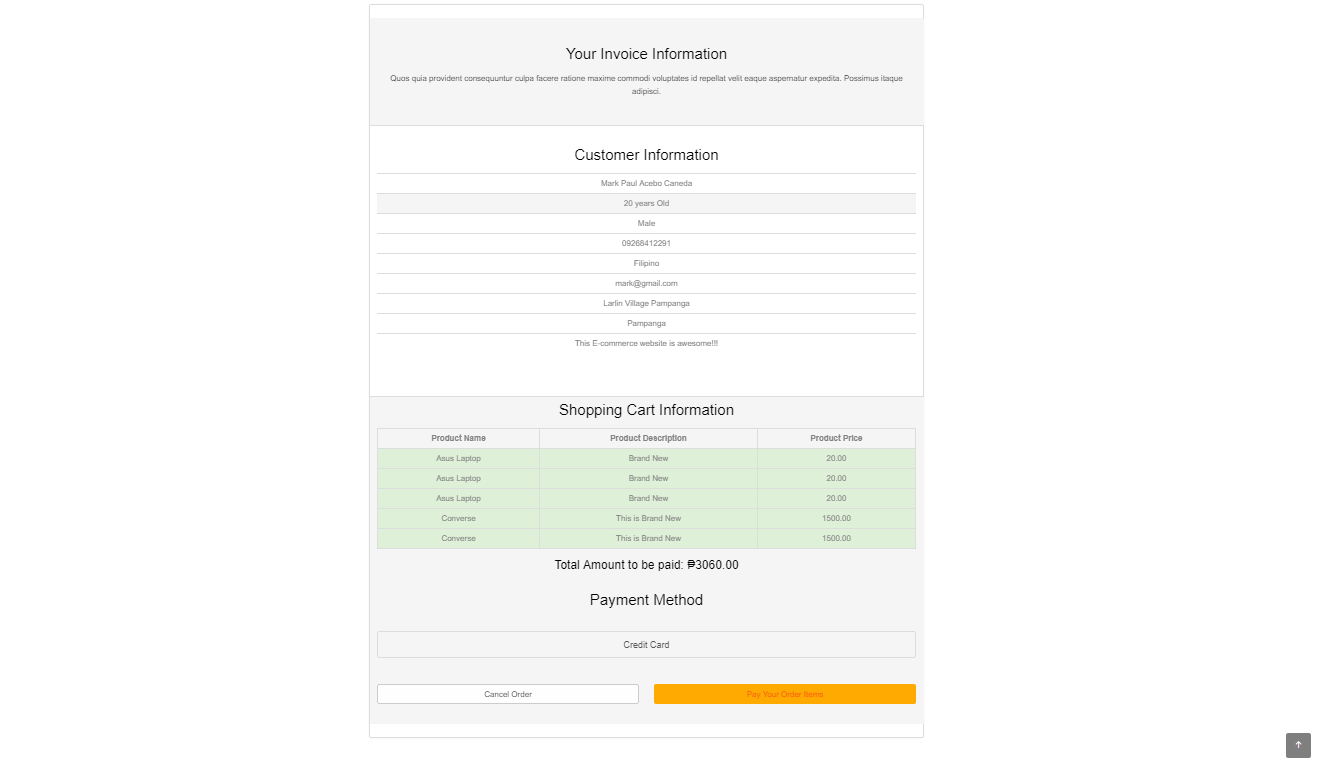 Your Invoice Information
Quos quia provident consequuntur culpa facere ratione maxime commodi voluptates id repellat velit eaque aspernatur expedita. Possimus itaque
adipisci.
Customer Information
Mark Paul Acebo Caneda
20 years Old
Male
09268412291
Filipino
mark@gmail.com
Larlin Village Pampanga
Pampanga
This E-commerce website is awesome!!!
Shopping Cart Information
Product Name Product Description Product Price
Asus Laptop Brand New 20.00
Asus Laptop Brand New 20.00
Asus Laptop Brand New 20.00
Converse This is Brand New 1500.00
Converse This is Brand New 1500.00
Total Amount to be paid: ₱3060.00
Payment Method
Credit Card
Cancel Order Pay Your Order Items